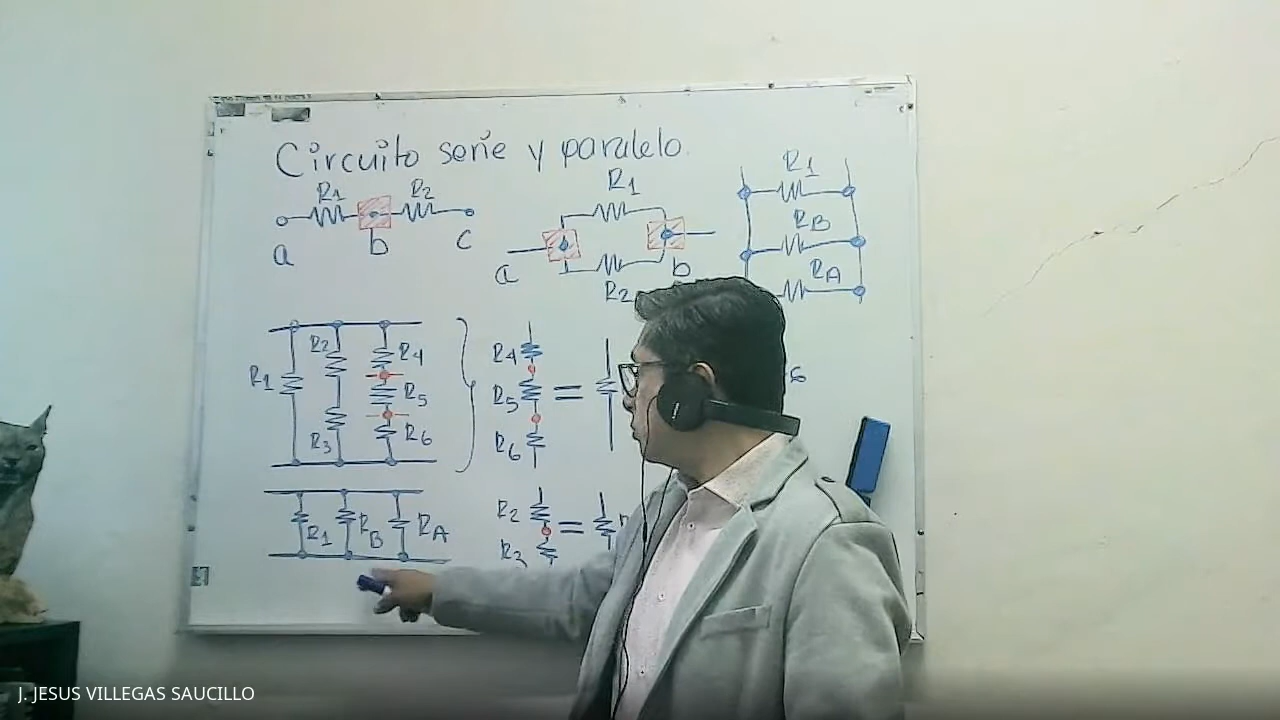 Circuito serie y paralelo.
R1 R2
a b c
R1
a b
R2
R1
RB
RA
R1 R2 R3 R4 R5 R6
R4
R5 =
R6
6
R1 RB RA
R2 =
R3
J. JESUS VILLEGAS SAUCILLO